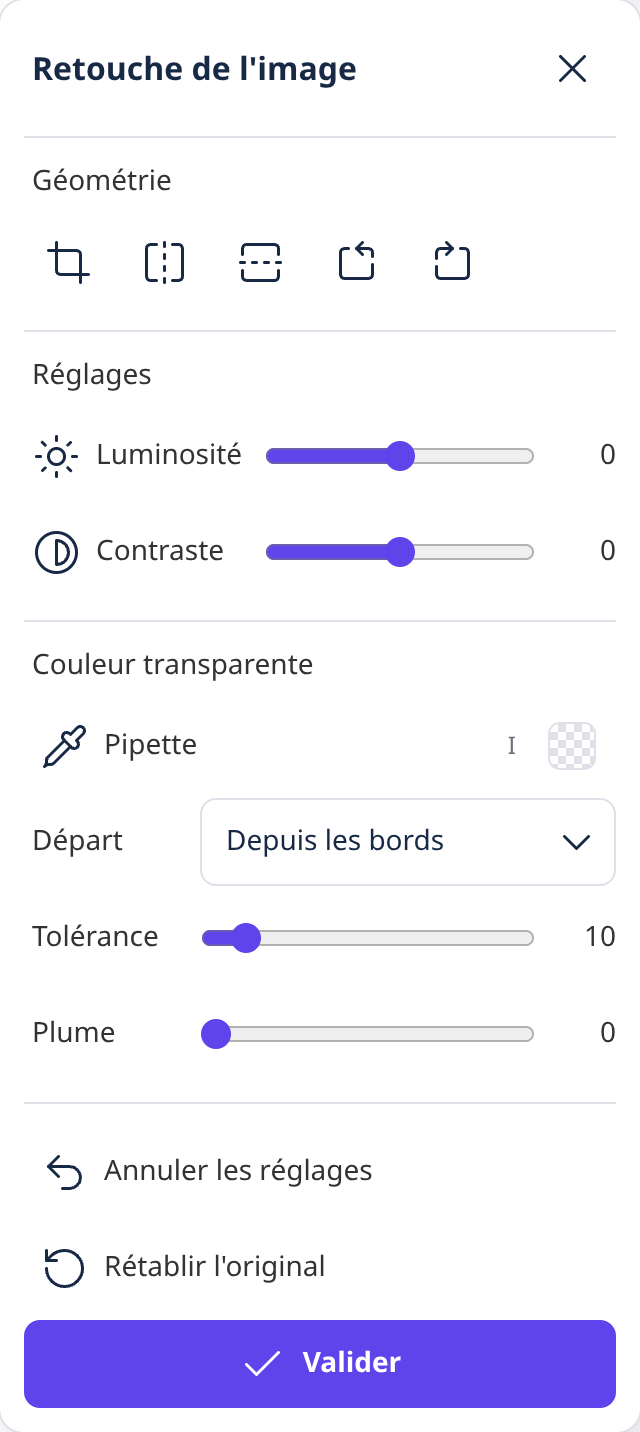 Retouche de l'image
Géométrie
Réglages
Luminosité 0
Contraste 0
Couleur transparente
Pipette I
Départ Depuis les bords
Tolérance 10
Plume 0
Annuler les réglages
Rétablir l'original
Valider